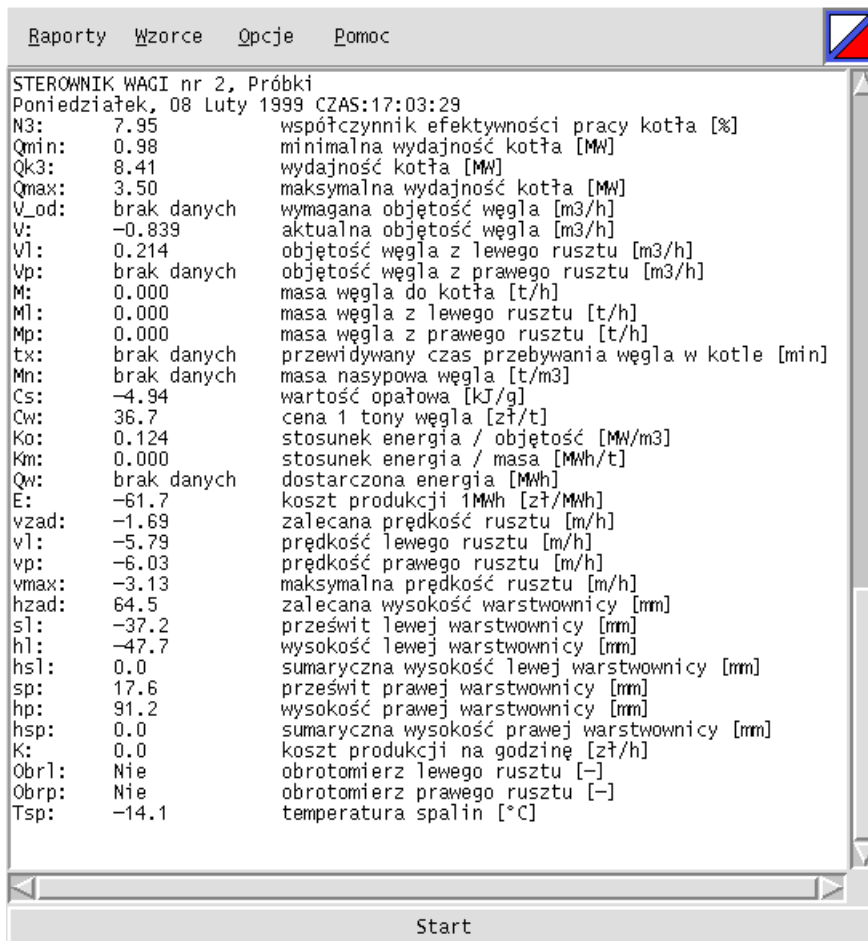 Raporty Wzorce Opcje Pomoc
STEROWNIK WAGI nr 2, Próbki
Poniedziałek, 08 Luty 1999 CZAS:17:03:29
N3: 7.95 współczynnik efektywności pracy kotła [%]
Qmin: 0.98 minimalna wydajność kotła [MW]
Qk3: 8.41 wydajność kotła [MW]
Qmax: 3.50 maksymalna wydajność kotła [MW]
V_od: brak danych wymagana objętość węgla [m3/h]
V: −0.839 aktualna objętość węgla [m3/h]
Vl: 0.214 objętość węgla z lewego rusztu [m3/h]
Vp: brak danych objętość węgla z prawego rusztu [m3/h]
M: 0.000 masa węgla do kotła [t/h]
Ml: 0.000 masa węgla z lewego rusztu [t/h]
Mp: 0.000 masa węgla z prawego rusztu [t/h]
tx: brak danych przewidywany czas przebywania węgla w kotle [min]
Mn: brak danych masa nasypowa węgla [t/m3]
Cs: −4.94 wartość opałowa [kJ/g]
Cw: 36.7 cena 1 tony węgla [zł/t]
Ko: 0.124 stosunek energia / objętość [MW/m3]
Km: 0.000 stosunek energia / masa [MWh/t]
Qw: brak danych dostarczona energia [MWh]
E: −61.7 koszt produkcji 1MWh [zł/MWh]
vzad: −1.69 zalecana prędkość rusztu [m/h]
vl: −5.79 prędkość lewego rusztu [m/h]
vp: −6.03 prędkość prawego rusztu [m/h]
vmax: −3.13 maksymalna prędkość rusztu [m/h]
hzad: 64.5 zalecana wysokość warstwownicy [mm]
sl: −37.2 prześwit lewej warstwownicy [mm]
hl: −47.7 wysokość lewej warstwownicy [mm]
hsl: 0.0 sumaryczna wysokość lewej warstwownicy [mm]
sp: 17.6 prześwit prawej warstwownicy [mm]
hp: 91.2 wysokość prawej warstwownicy [mm]
hsp: 0.0 sumaryczna wysokość prawej warstwownicy [mm]
K: 0.0 koszt produkcji na godzinę [zł/h]
Obrl: Nie obrotomierz lewego rusztu [−]
Obrp: Nie obrotomierz prawego rusztu [−]
Tsp: −14.1 temperatura spalin [°C]
Start